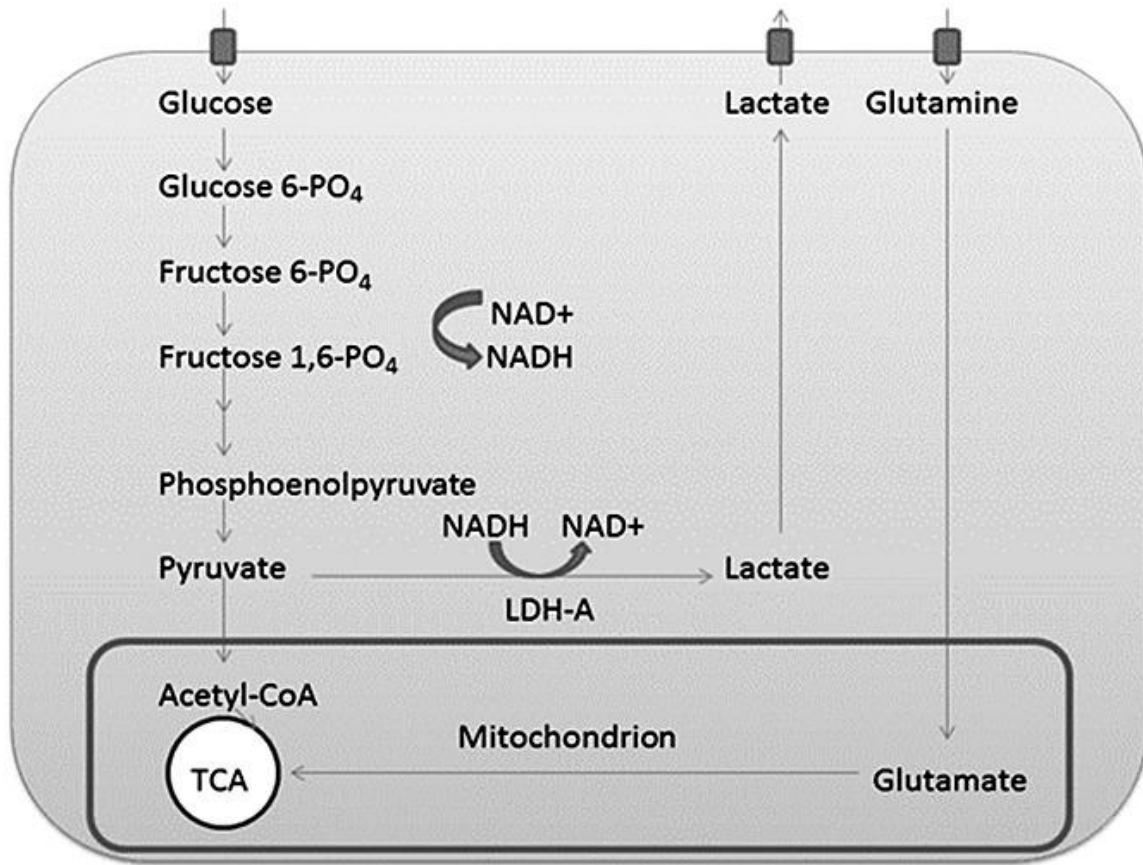 Glucose
Lactate
Glutamine
Glucose 6-PO₄
Fructose 6-PO₄
NAD+
NADH
Fructose 1,6-PO₄
Phosphoenolpyruvate
NADH NAD+
Pyruvate
Lactate
LDH-A
Acetyl-CoA
Mitochondrion
TCA
Glutamate